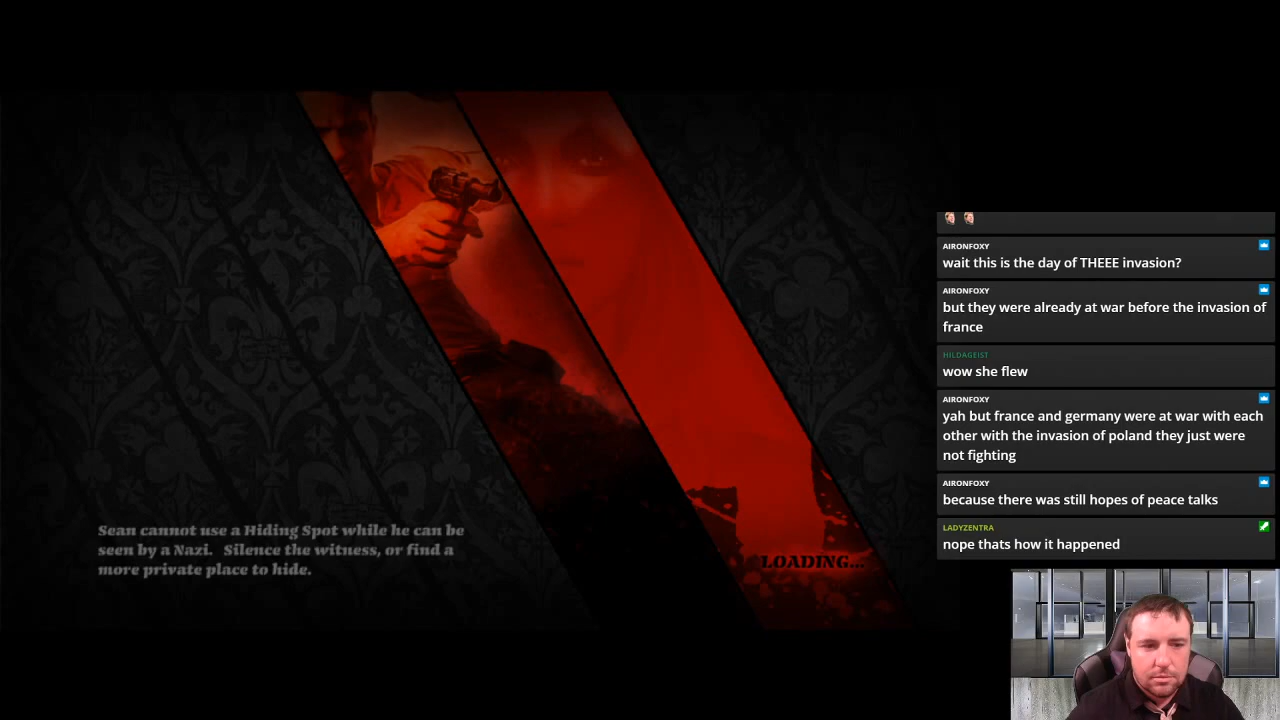 Sean cannot use a Hiding Spot while he can be
seen by a Nazi. Silence the witness, or find a
more private place to hide.
LOADING...
AIRONFOXY
wait this is the day of THEEE invasion?
AIRONFOXY
but they were already at war before the invasion of
france
HILDAGEIST
wow she flew
AIRONFOXY
yah but france and germany were at war with each
other with the invasion of poland they just were
not fighting
AIRONFOXY
because there was still hopes of peace talks
LADYZENTRA
nope thats how it happened